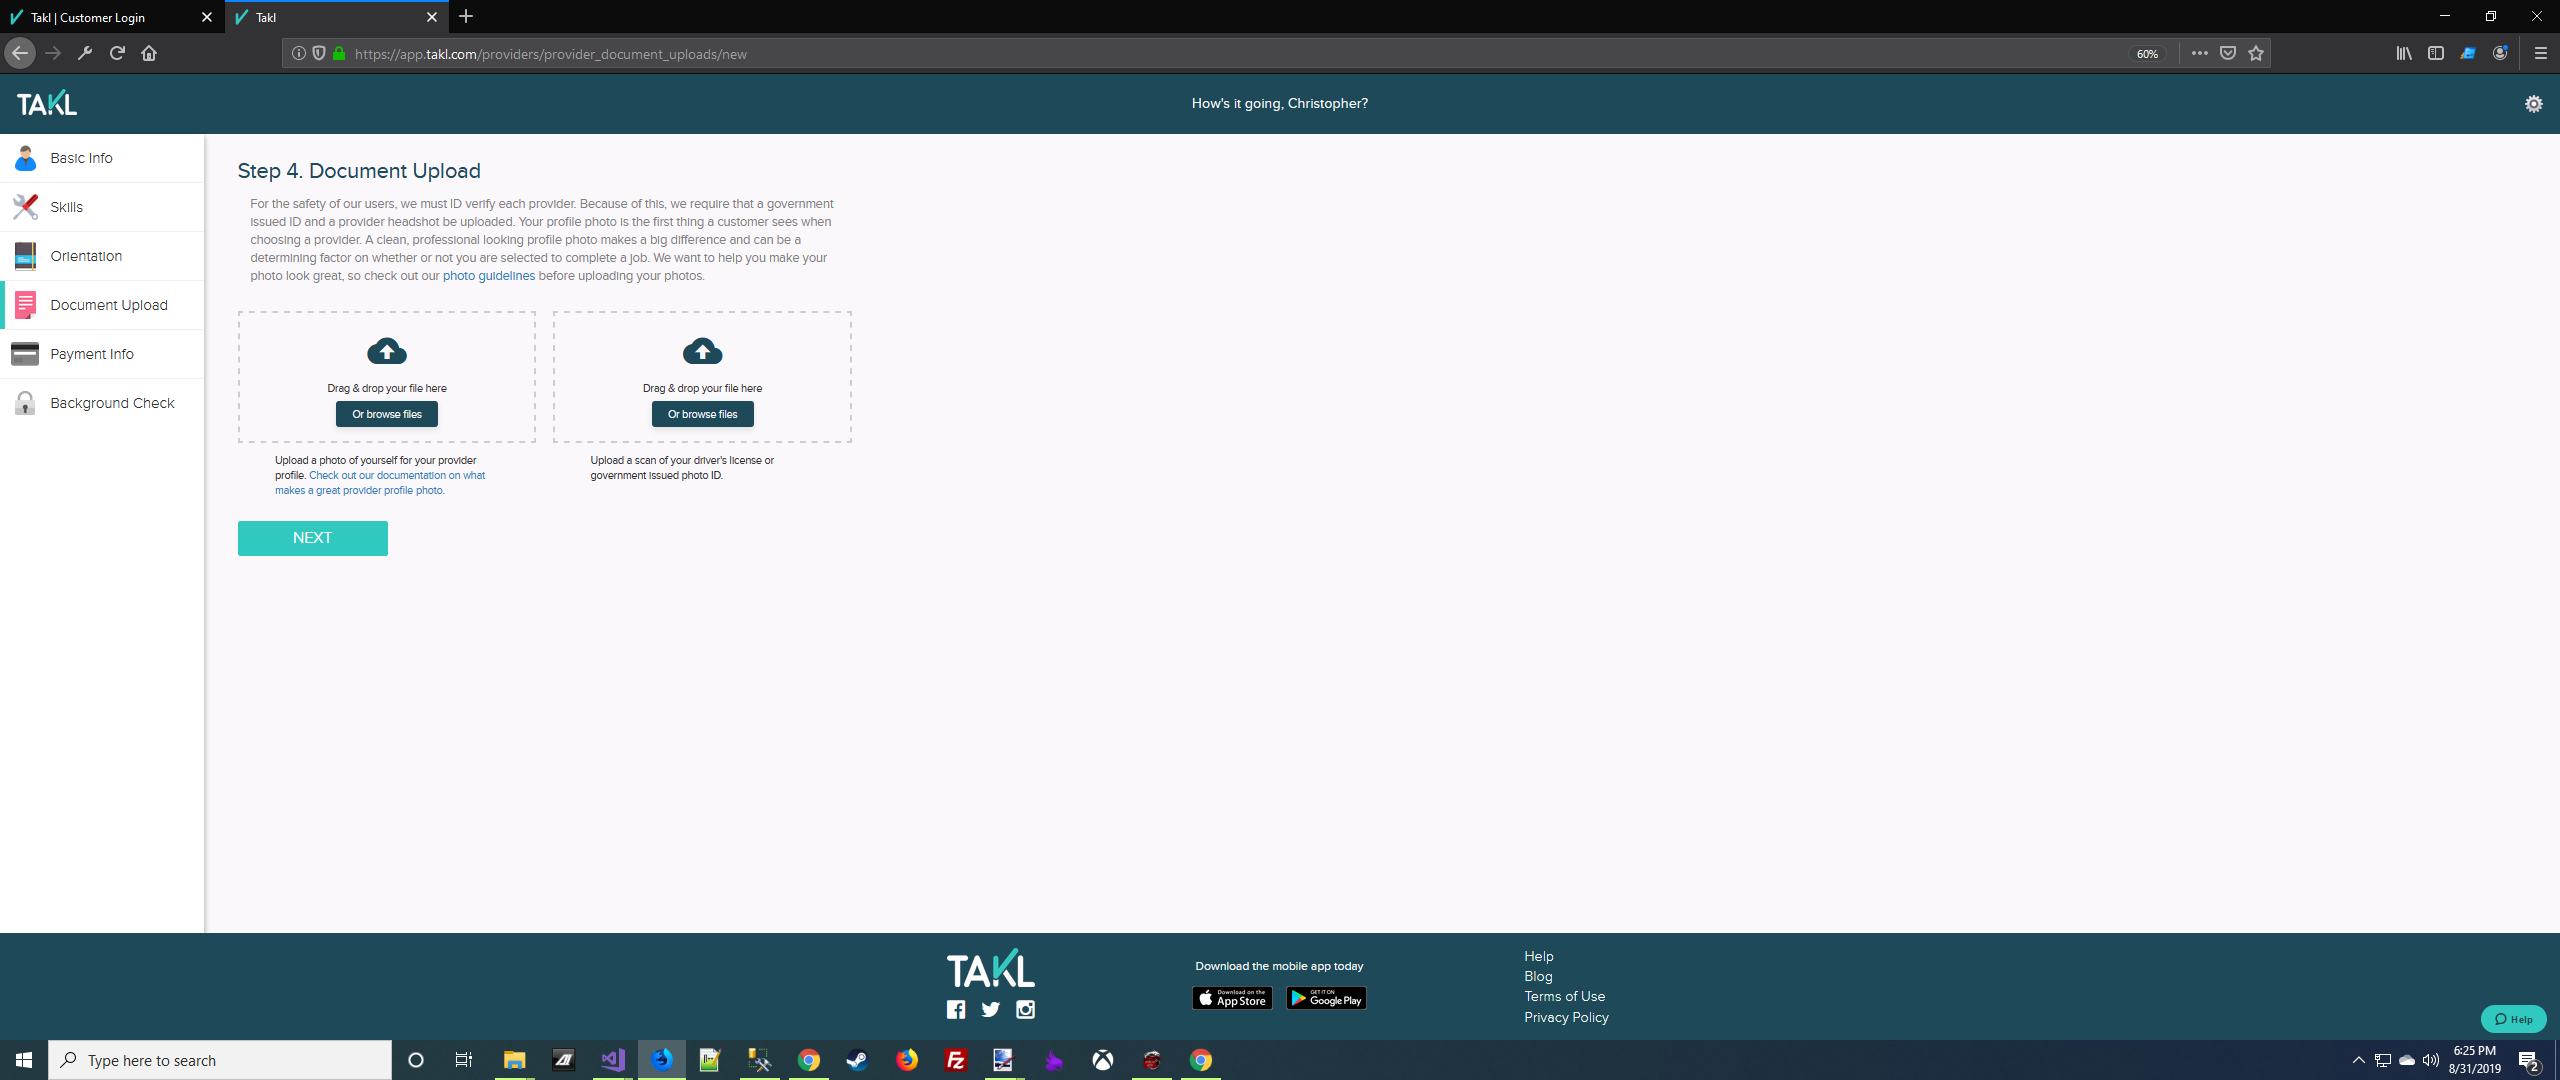 Takl | Customer Login
Takl
https://app.takl.com/providers/provider_document_uploads/new
60%
TAKL
How's it going, Christopher?
Basic Info
Skills
Orientation
Document Upload
Payment Info
Background Check
Step 4. Document Upload
For the safety of our users, we must ID verify each provider. Because of this, we require that a government
issued ID and a provider headshot be uploaded. Your profile photo is the first thing a customer sees when
choosing a provider. A clean, professional looking profile photo makes a big difference and can be a
determining factor on whether or not you are selected to complete a job. We want to help you make your
photo look great, so check out our photo guidelines before uploading your photos.
Drag & drop your file here
Or browse files
Upload a photo of yourself for your provider
profile. Check out our documentation on what
makes a great provider profile photo.
Drag & drop your file here
Or browse files
Upload a scan of your driver's license or
government issued photo ID.
NEXT
TAKL
Download the mobile app today
Download on the
App Store
GET IT ON
Google Play
Help
Blog
Terms of Use
Privacy Policy
Help
Type here to search
Fz
6:25 PM
8/31/2019
2